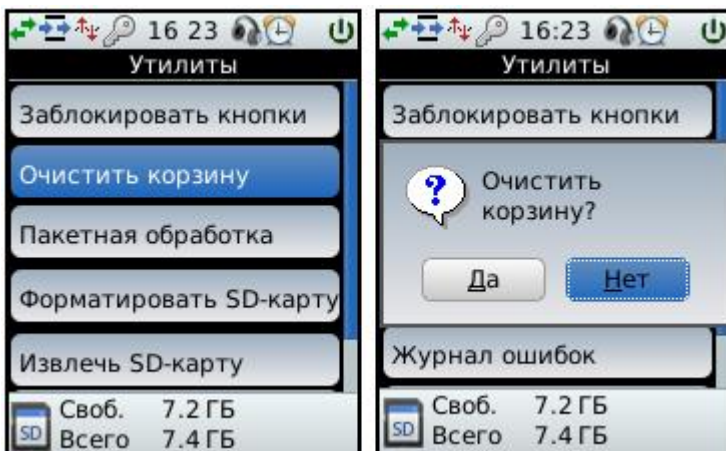 16 23
Утилиты
Заблокировать кнопки
Очистить корзину
Пакетная обработка
Форматировать SD-карту
Извлечь SD-карту
SD
Своб. 7.2 ГБ
Всего 7.4 ГБ
16:23
Утилиты
Заблокировать кнопки
?
Очистить
корзину?
Да
Нет
Журнал ошибок
SD
Своб. 7.2 ГБ
Всего 7.4 ГБ